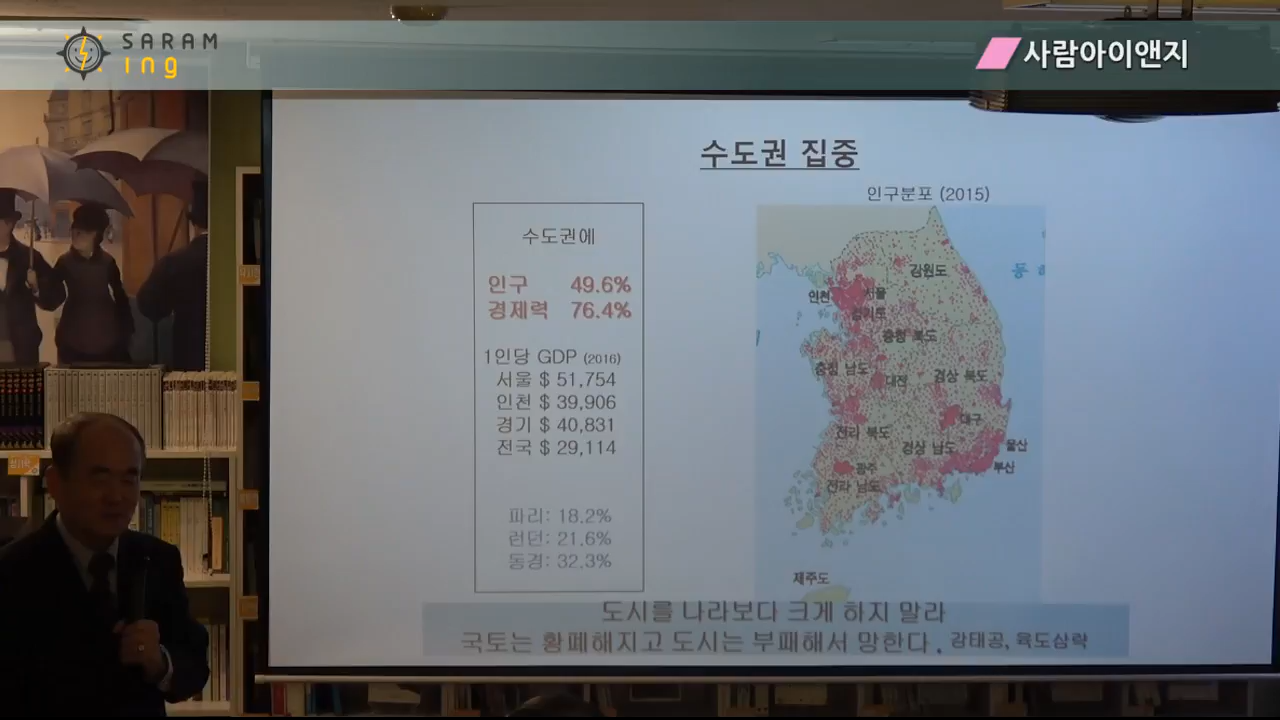 SARAM
ing
사람아이앤지
수도권 집중
인구분포 (2015)
수도권에
인구 49.6%
경제력 76.4%
1인당 GDP (2016)
서울 $ 51,754
인천 $ 39,906
경기 $ 40,831
전국 $ 29,114
파리: 18.2%
런던: 21.6%
동경: 32.3%
강원도
동해
인천
서울
경기도
충청 북도
충청 남도
대전
경상 북도
대구
전라 북도
경상 남도
울산
광주
부산
전라 남도
제주도
도시를 나라보다 크게 하지 말라
국토는 황폐해지고 도시는 부패해서 망한다. 강태공, 육도삼략